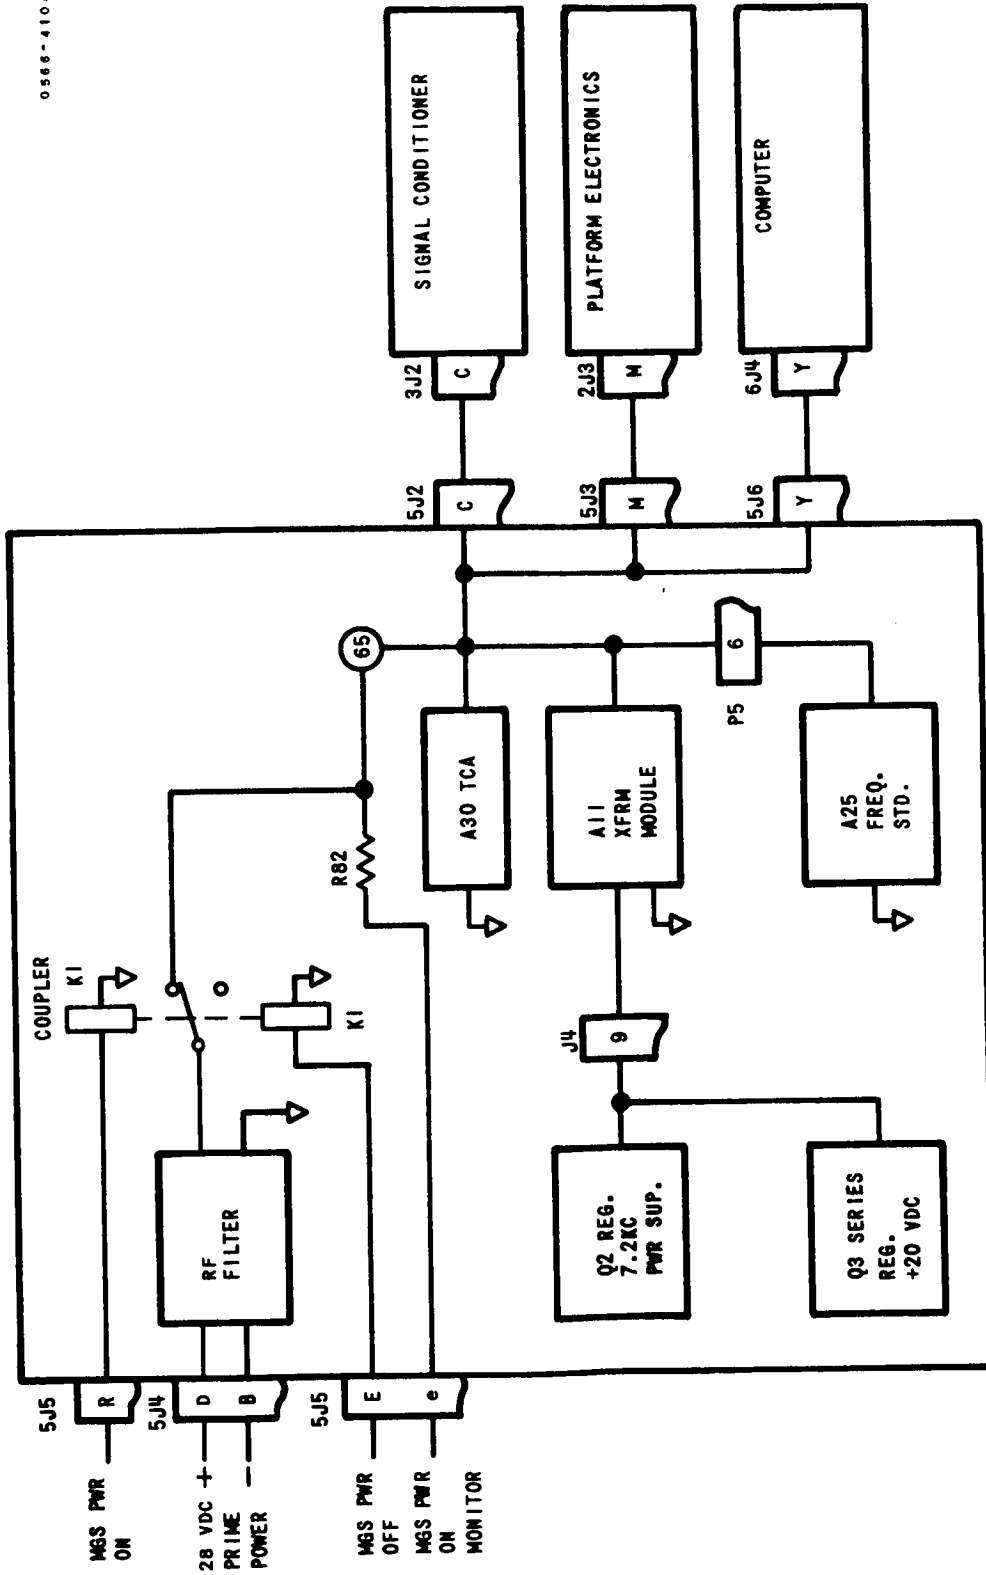 0566-410
COUPLER
K1
K1
5J5
R
MGS PWR
ON
5J4
D
B
28 VDC +
PRIME
POWER −
RF
FILTER
5J5
E
e
MGS PWR
OFF
MGS PWR
ON
MONITOR
R82
65
A30 TCA
A11
XFRM
MODULE
P5
6
A25
FREQ.
STD.
J4
9
Q2 REG.
7.2KC
PWR SUP.
Q3 SERIES
REG.
+20 VDC
5J2
C
3J2
C
SIGNAL CONDITIONER
5J3
M
2J3
M
PLATFORM ELECTRONICS
5J6
Y
6J4
Y
COMPUTER